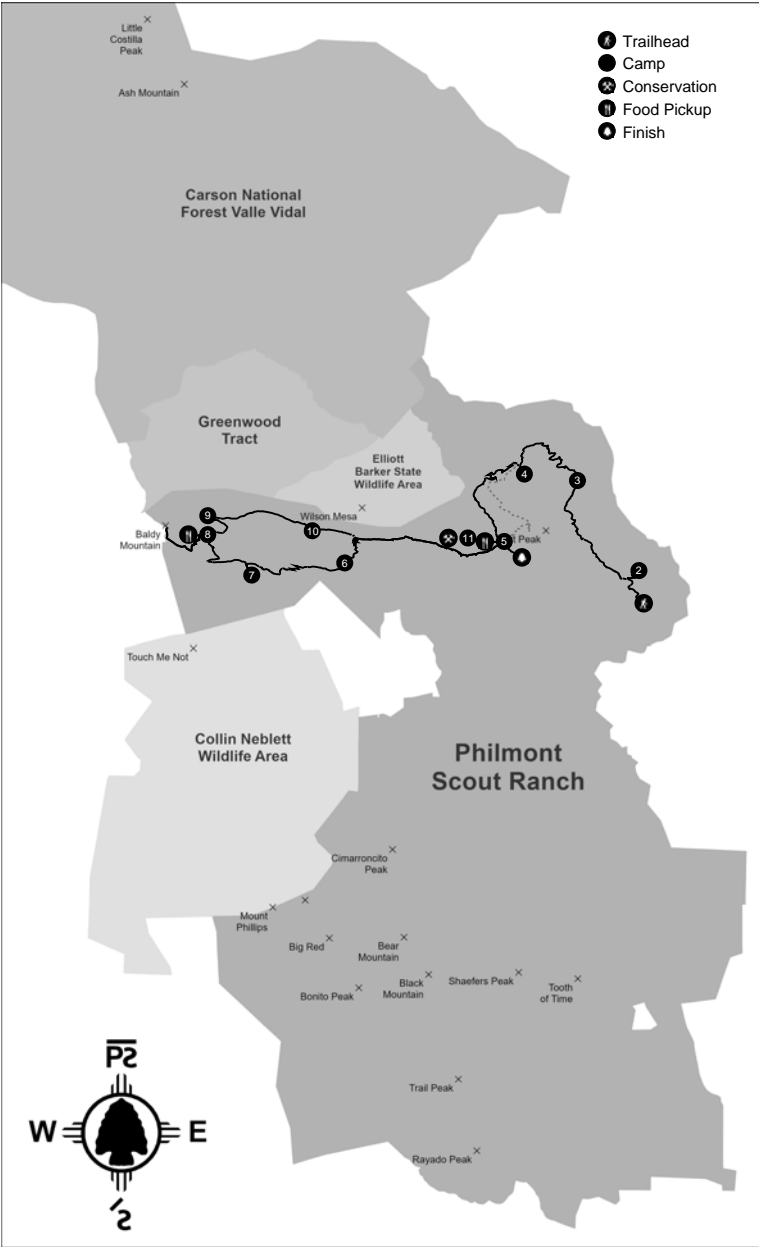 Little
Costilla
Peak
Ash Mountain
Trailhead
Camp
Conservation
Food Pickup
Finish
Carson National
Forest Valle Vidal
Greenwood
Tract
Elliott
Barker State
Wildlife Area
Wilson Mesa
Baldy
Mountain
Peak
2
3
4
5
6
7
8
9
10
11
Touch Me Not
Collin Neblett
Wildlife Area
Philmont
Scout Ranch
Cimarroncito
Peak
Mount
Phillips
Big Red
Bear
Mountain
Bonito Peak
Black
Mountain
Shaefers Peak
Tooth
of Time
Trail Peak
Rayado Peak
W
E